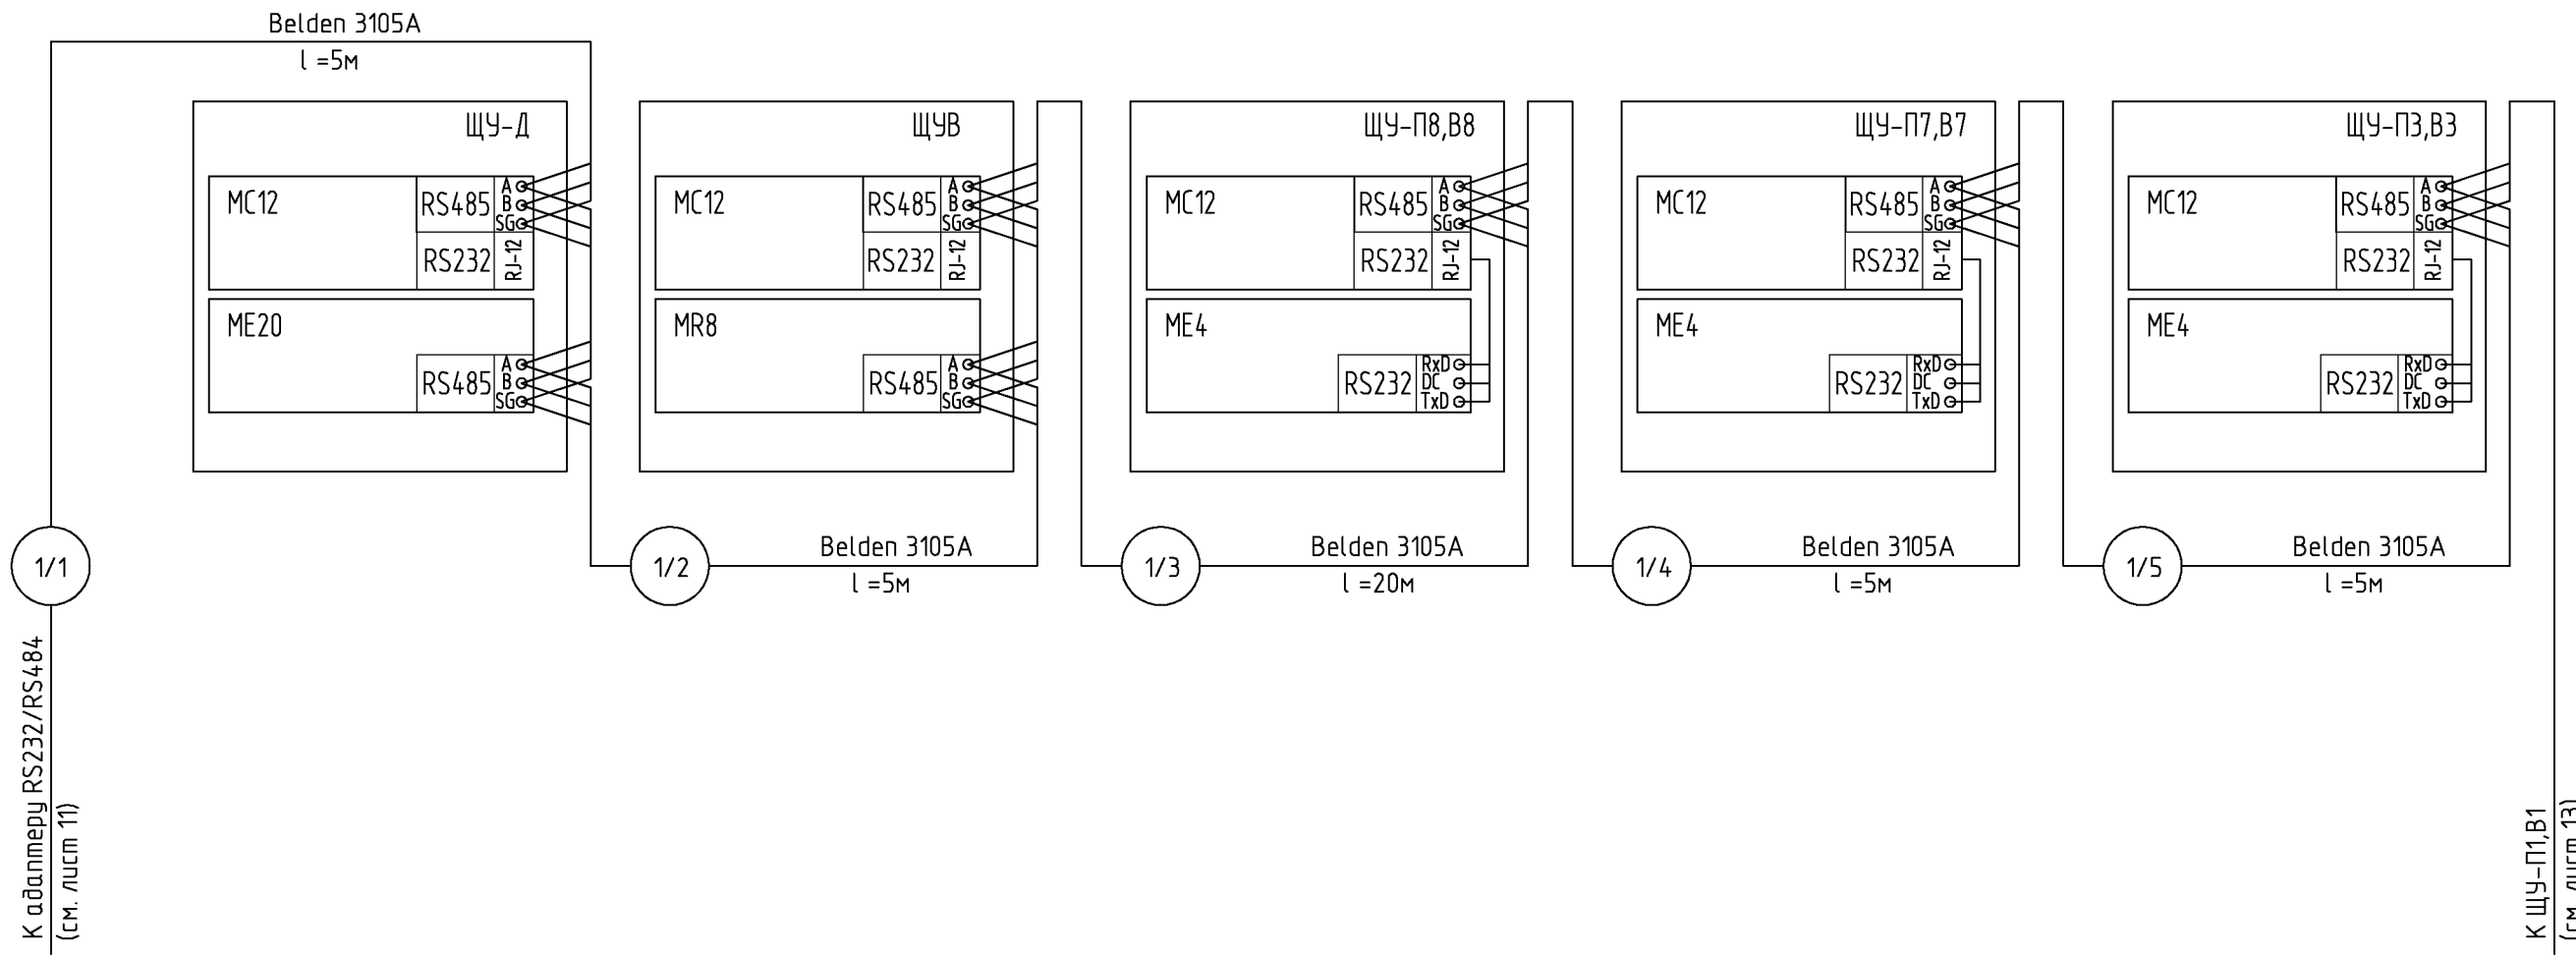 Belden 3105A
l =5м
ЩУ-Д
MC12
RS485
A
B
SG
RS232
RJ-12
ME20
RS485
A
B
SG
ЩУВ
MC12
RS485
A
B
SG
RS232
RJ-12
MR8
RS485
A
B
SG
ЩУ-П8,В8
MC12
RS485
A
B
SG
RS232
RJ-12
ME4
RS232
RxD
DC
TxD
ЩУ-П7,В7
MC12
RS485
A
B
SG
RS232
RJ-12
ME4
RS232
RxD
DC
TxD
ЩУ-П3,В3
MC12
RS485
A
B
SG
RS232
RJ-12
ME4
RS232
RxD
DC
TxD
1/1
1/2
Belden 3105A
l =5м
1/3
Belden 3105A
l =20м
1/4
Belden 3105A
l =5м
1/5
Belden 3105A
l =5м
К адаптеру RS232/RS484
(см. лист 11)
К ЩУ-П1,В1
(см. лист 13)